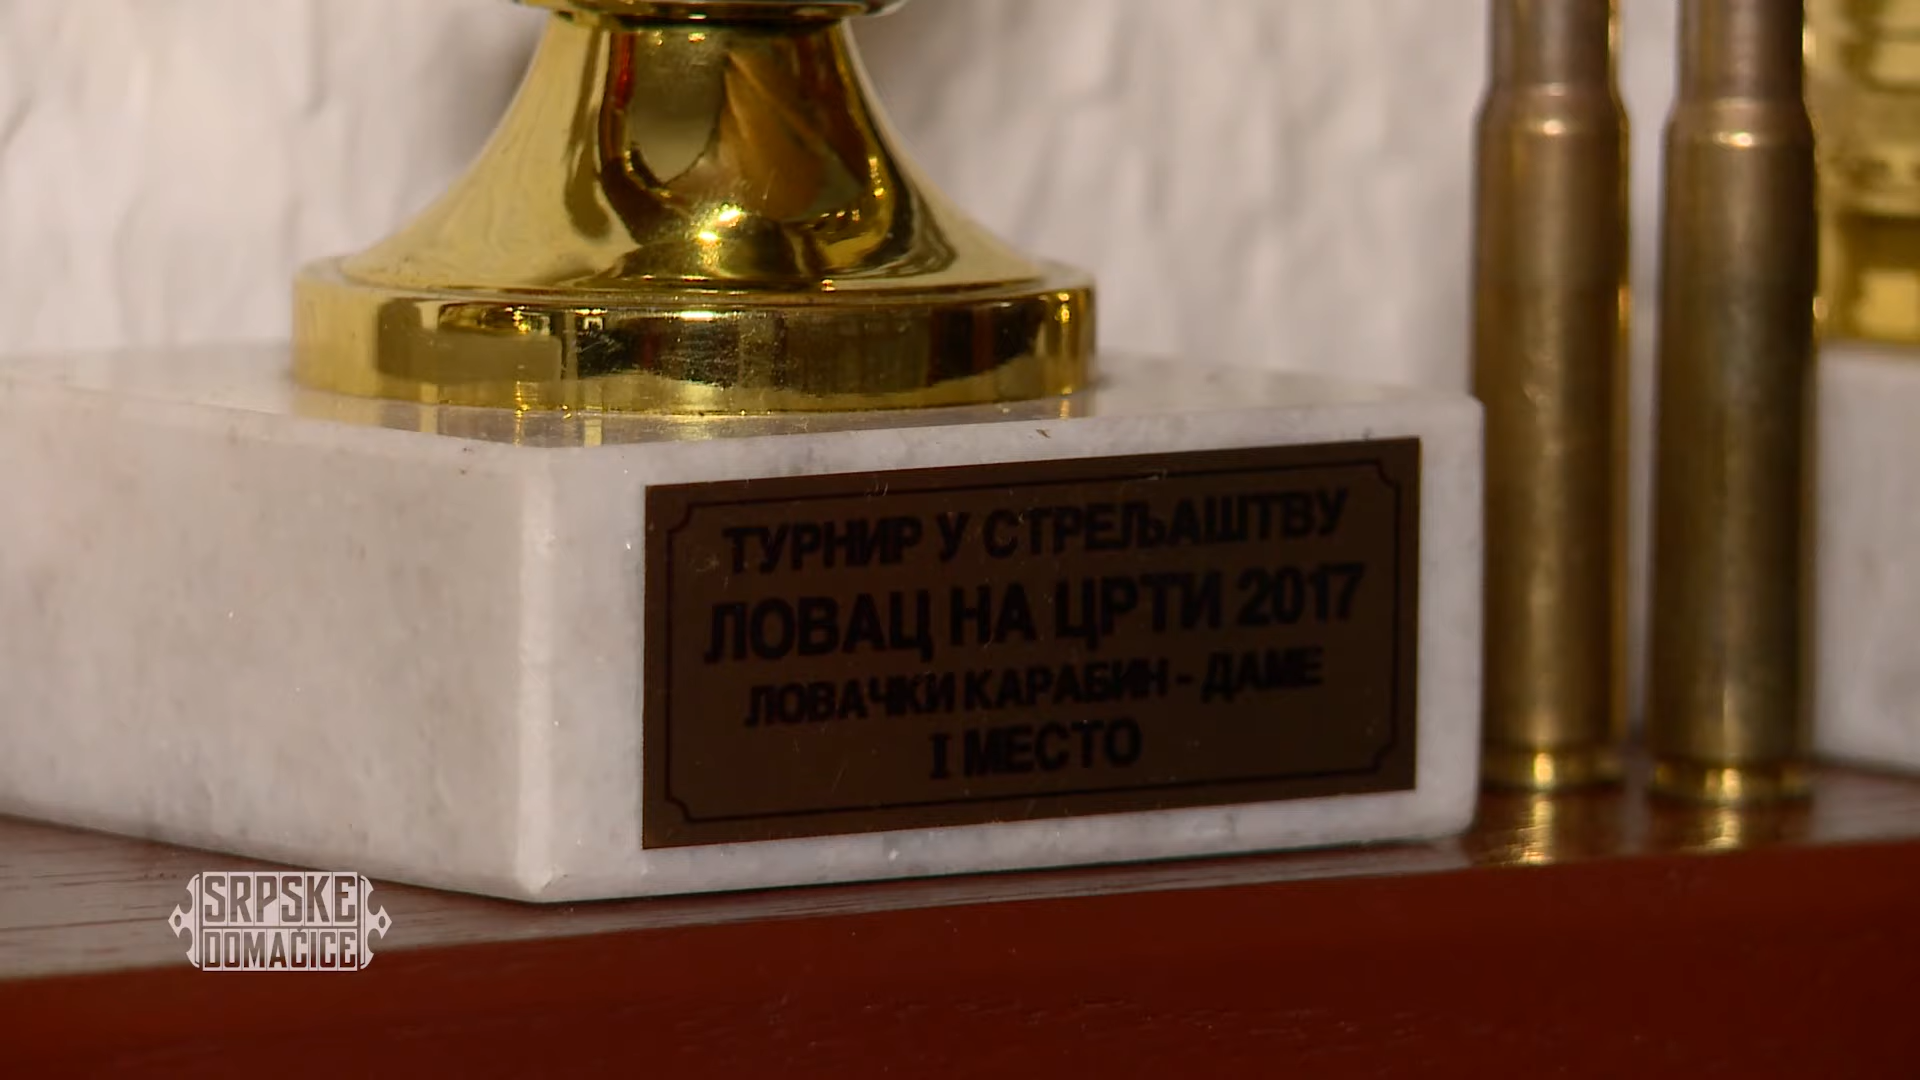 ТУРНИР У СТРЕЉАШТВУ
ЛОВАЦ НА ЦРТИ 2017
ЛОВАЧКИ КАРАБИН - ДАМЕ
I МЕСТО
SRPSKE
DOMAĆICE